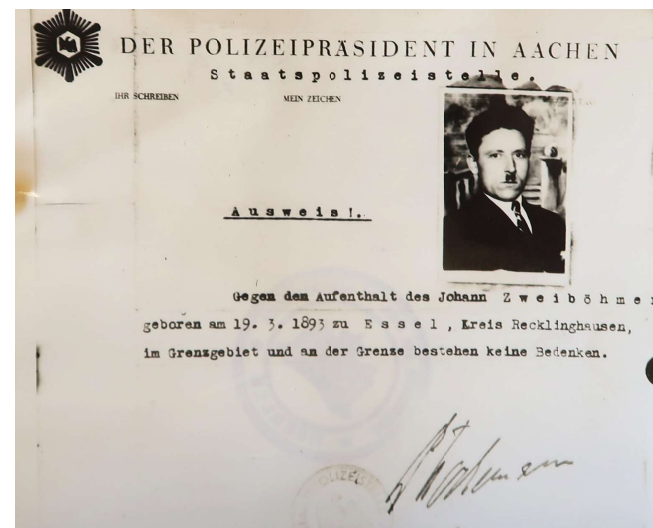 DER POLIZEIPRÄSIDENT IN AACHEN
Staatspolizeistelle.
IHR SCHREIBEN MEIN ZEICHEN
Ausweis!.
Gegen den Aufenthalt des Johann Zweiböhme
geboren am 19. 3. 1893 zu Essel, Kreis Recklinghausen,
im Grenzgebiet und an der Grenze bestehen keine Bedenken.